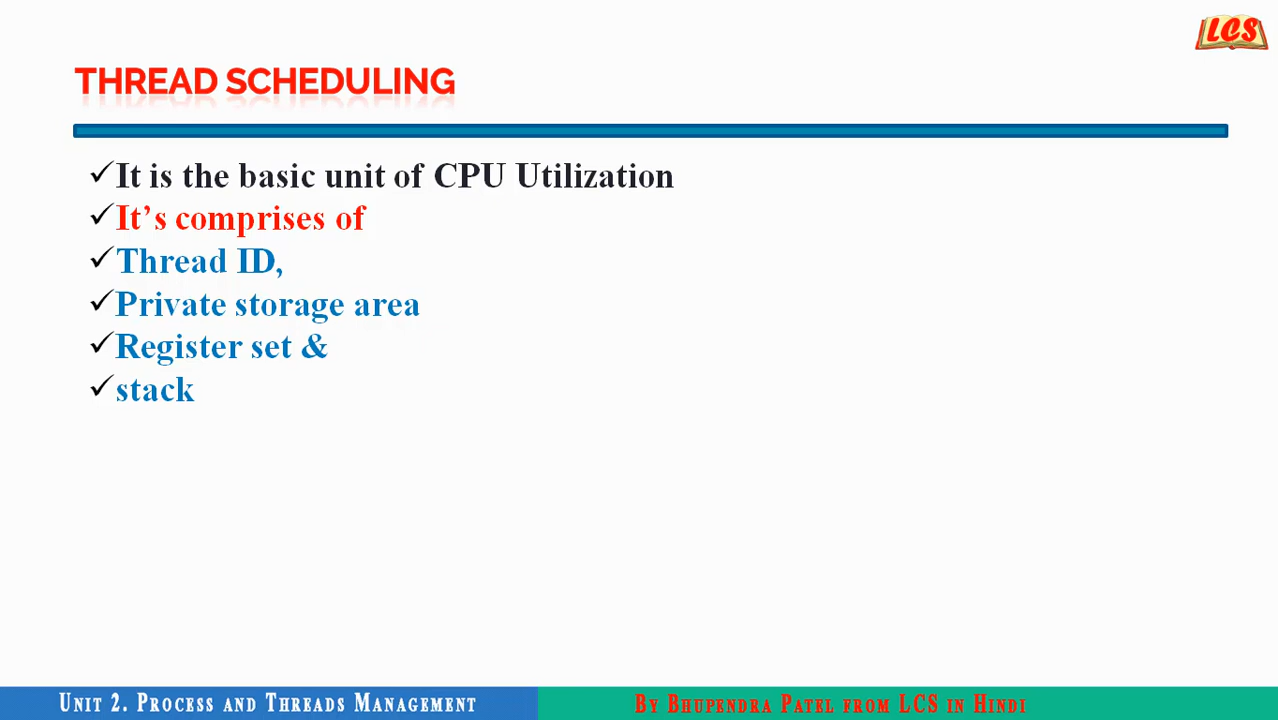 LCS
THREAD SCHEDULING
✓It is the basic unit of CPU Utilization
✓It’s comprises of
✓Thread ID,
✓Private storage area
✓Register set &
✓stack
Unit 2. Process and Threads Management
By Bhupendra Patel from LCS in Hindi